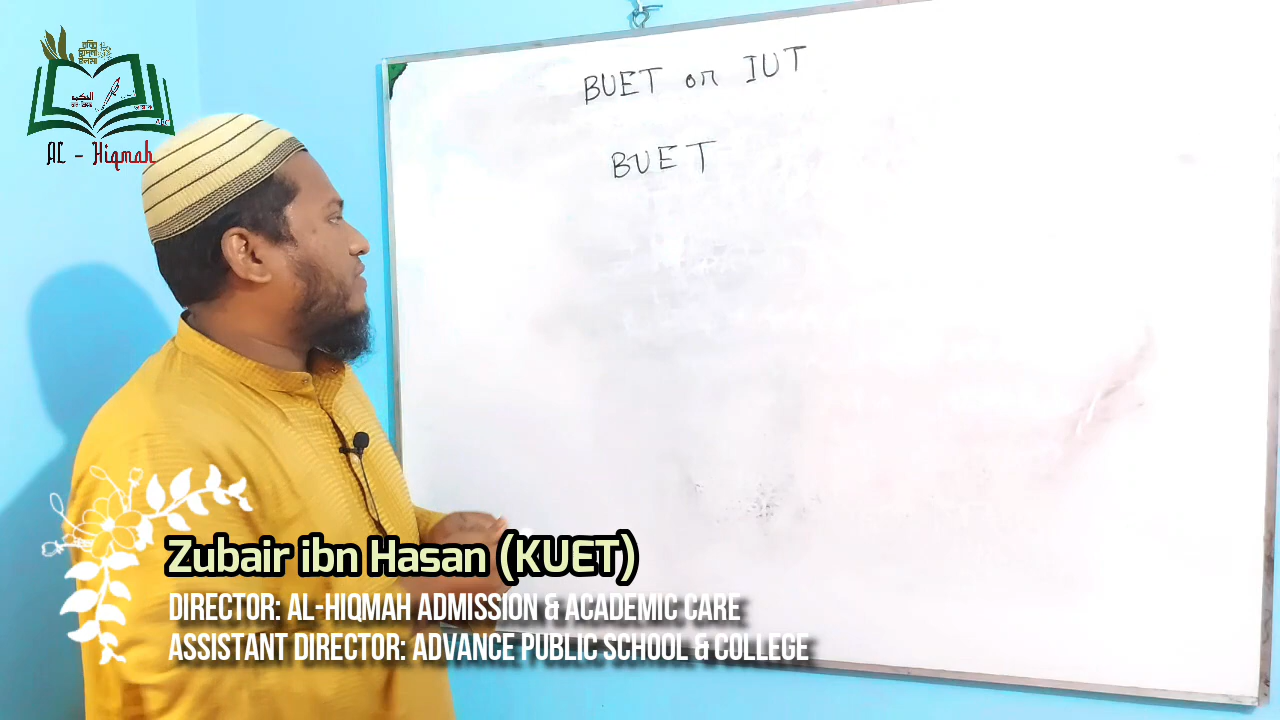 AL - Hiqmah
BUET or IUT
BUET
Zubair ibn Hasan (KUET)
DIRECTOR: AL-HIQMAH ADMISSION & ACADEMIC CARE
ASSISTANT DIRECTOR: ADVANCE PUBLIC SCHOOL & COLLEGE